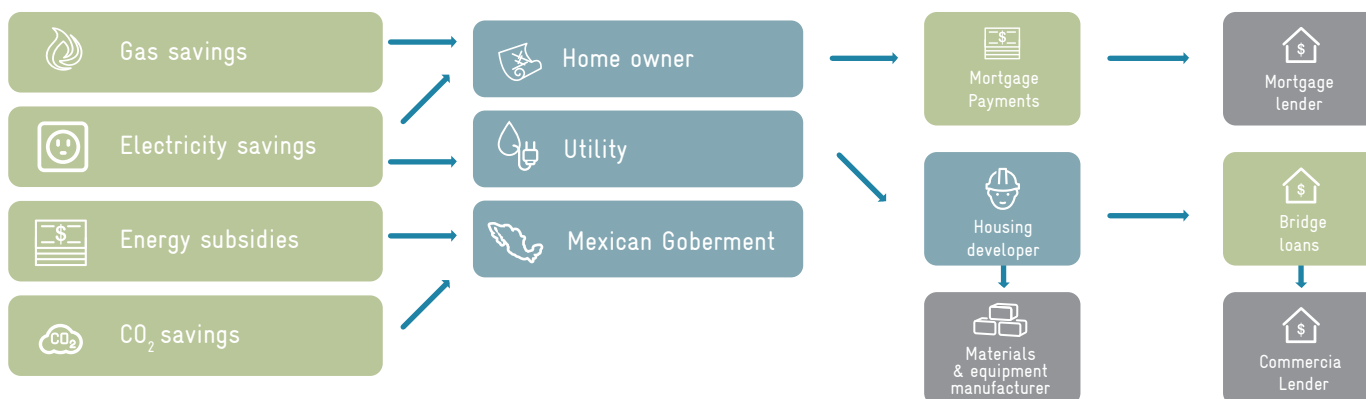 Gas savings
Electricity savings
Energy subsidies
CO2 savings
CO2
$
Home owner
Utility
Mexican Goberment
$
Mortgage
Payments
$
Mortgage
lender
Housing
developer
$
Bridge
loans
Materials
& equipment
manufacturer
$
Commercia
Lender